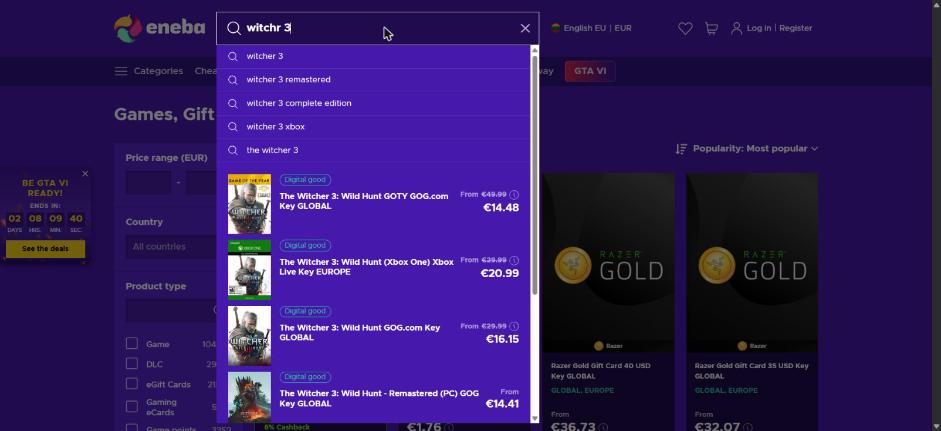 eneba
witchr 3
English EU | EUR
Log in | Register
Categories
GTA VI
witcher 3
witcher 3 remastered
witcher 3 complete edition
witcher 3 xbox
the witcher 3
Games, Gift
Popularity: Most popular
Price range (EUR)
-
Country
All countries
Product type
Game 104
DLC 29
eGift Cards 21
Gaming
eCards
Game points 3352
BE GTA VI
READY!
ENDS IN:
02 08 09 40
DAYS HRS. MIN. SEC.
See the deals
Digital good
The Witcher 3: Wild Hunt GOTY GOG.com
Key GLOBAL
From €49.99
€14.48
Digital good
The Witcher 3: Wild Hunt (Xbox One) Xbox
Live Key EUROPE
From €29.99
€20.99
Digital good
The Witcher 3: Wild Hunt GOG.com Key
GLOBAL
From €29.99
€16.15
Digital good
The Witcher 3: Wild Hunt - Remastered (PC) GOG
Key GLOBAL
From
€14.41
6% Cashback
€1.76
RAZER
GOLD
Razer
Razer Gold Gift Card 40 USD
Key GLOBAL
GLOBAL, EUROPE
From
€36.73
RAZER
GOLD
Razer
Razer Gold Gift Card 35 USD
Key GLOBAL
GLOBAL, EUROPE
From
€32.07